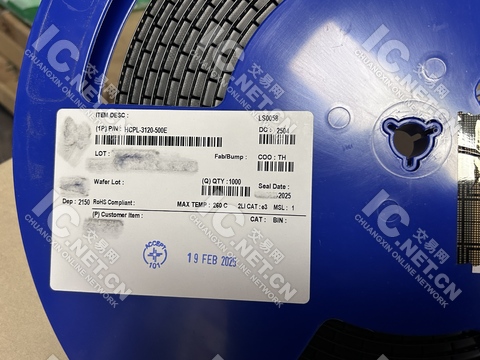 ITEM DESC :
LS0058
(1P) P/N : HCPL-3120-500E
DC : 2504
LOT :
Fab/Bump :
COO : TH
Wafer Lot :
(Q) QTY : 1000
Seal Date :
2025
Dep : 2150 RoHS Compliant :
MAX TEMP : 260 C 2LI CAT : e3 MSL : 1
(P) Customer Item :
CAT : BIN :
ACCEPT
101
19 FEB 2025
IC交易网
IC.NET.CN
CHUANGXIN ONLINE NETWORK